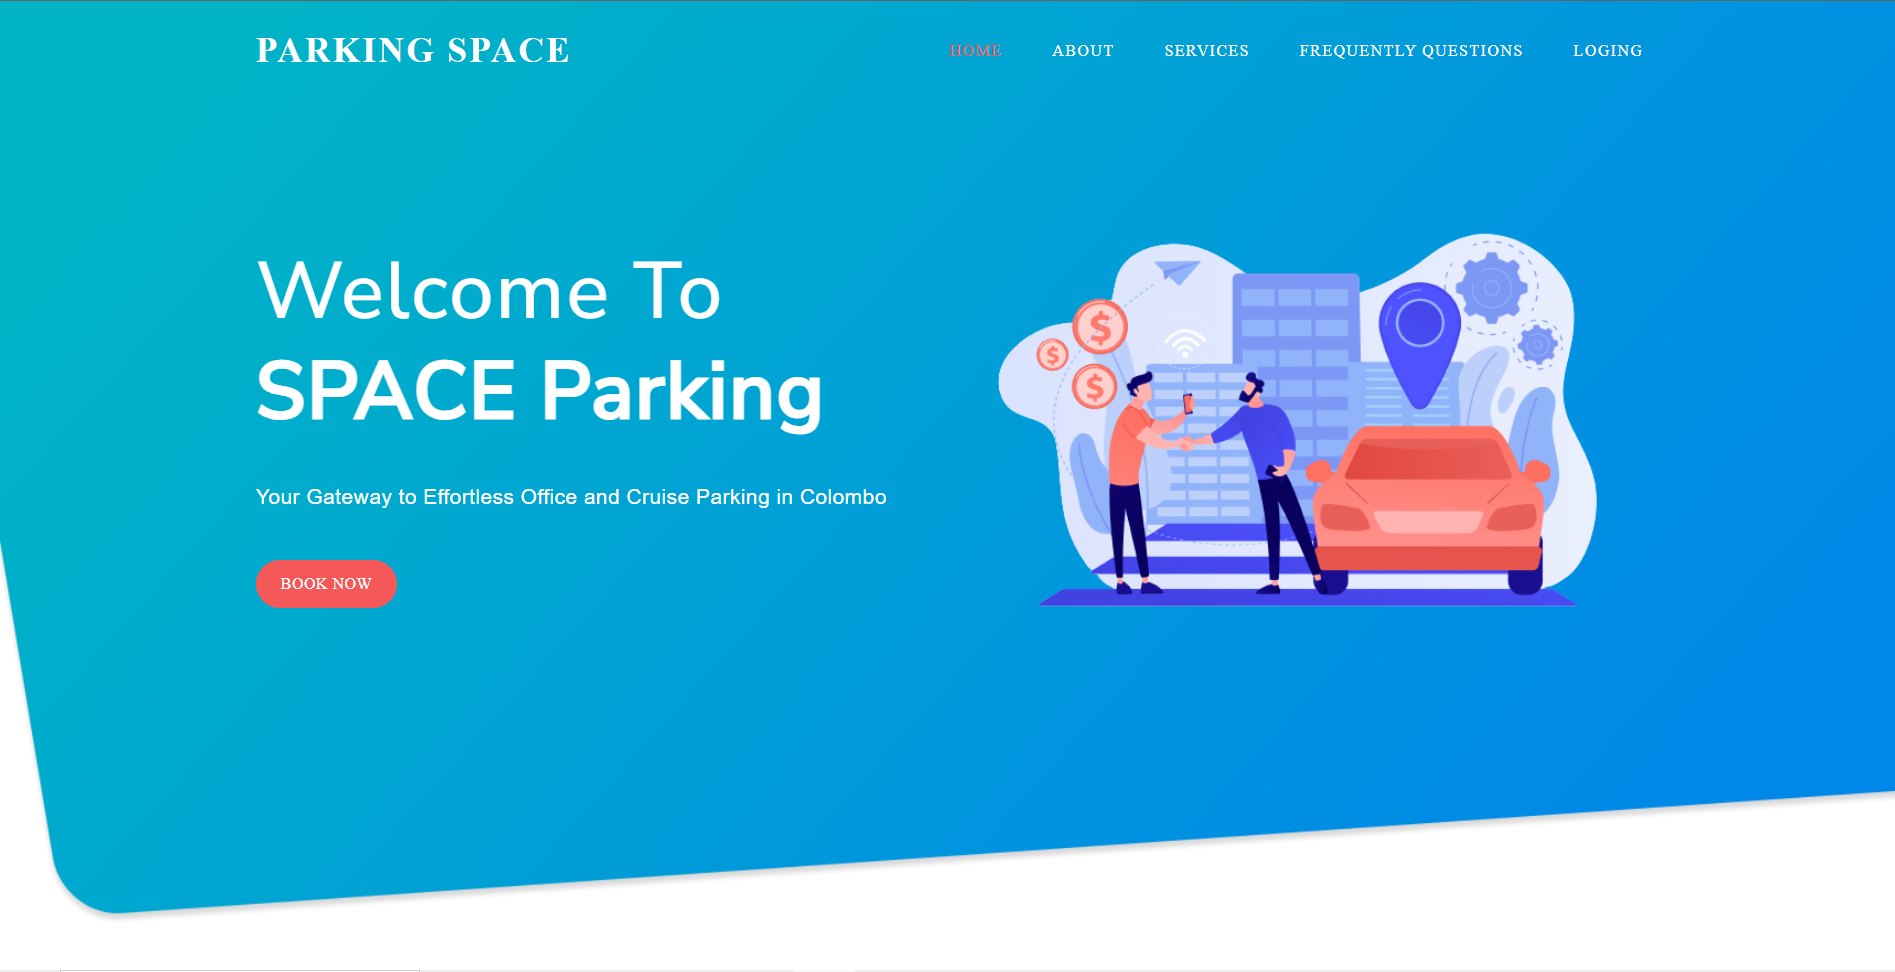 PARKING SPACE
HOME ABOUT SERVICES FREQUENTLY QUESTIONS LOGING
Welcome To
SPACE Parking
Your Gateway to Effortless Office and Cruise Parking in Colombo
BOOK NOW
$
$
$